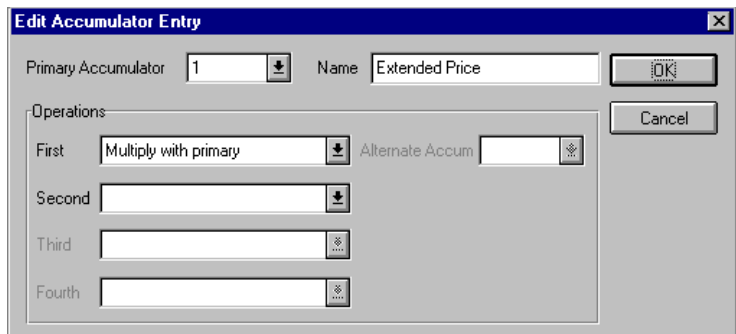 Edit Accumulator Entry
Primary Accumulator 1 Name Extended Price OK
Operations Cancel
First Multiply with primary Alternate Accum
Second
Third
Fourth